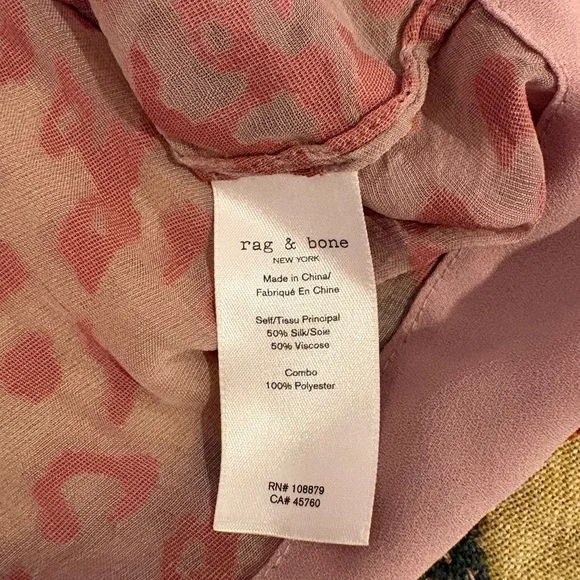 rag & bone
NEW YORK
Made in China/
Fabriqué En Chine
Self/Tissu Principal
50% Silk/Soie
50% Viscose
Combo
100% Polyester
RN# 108879
CA# 45760